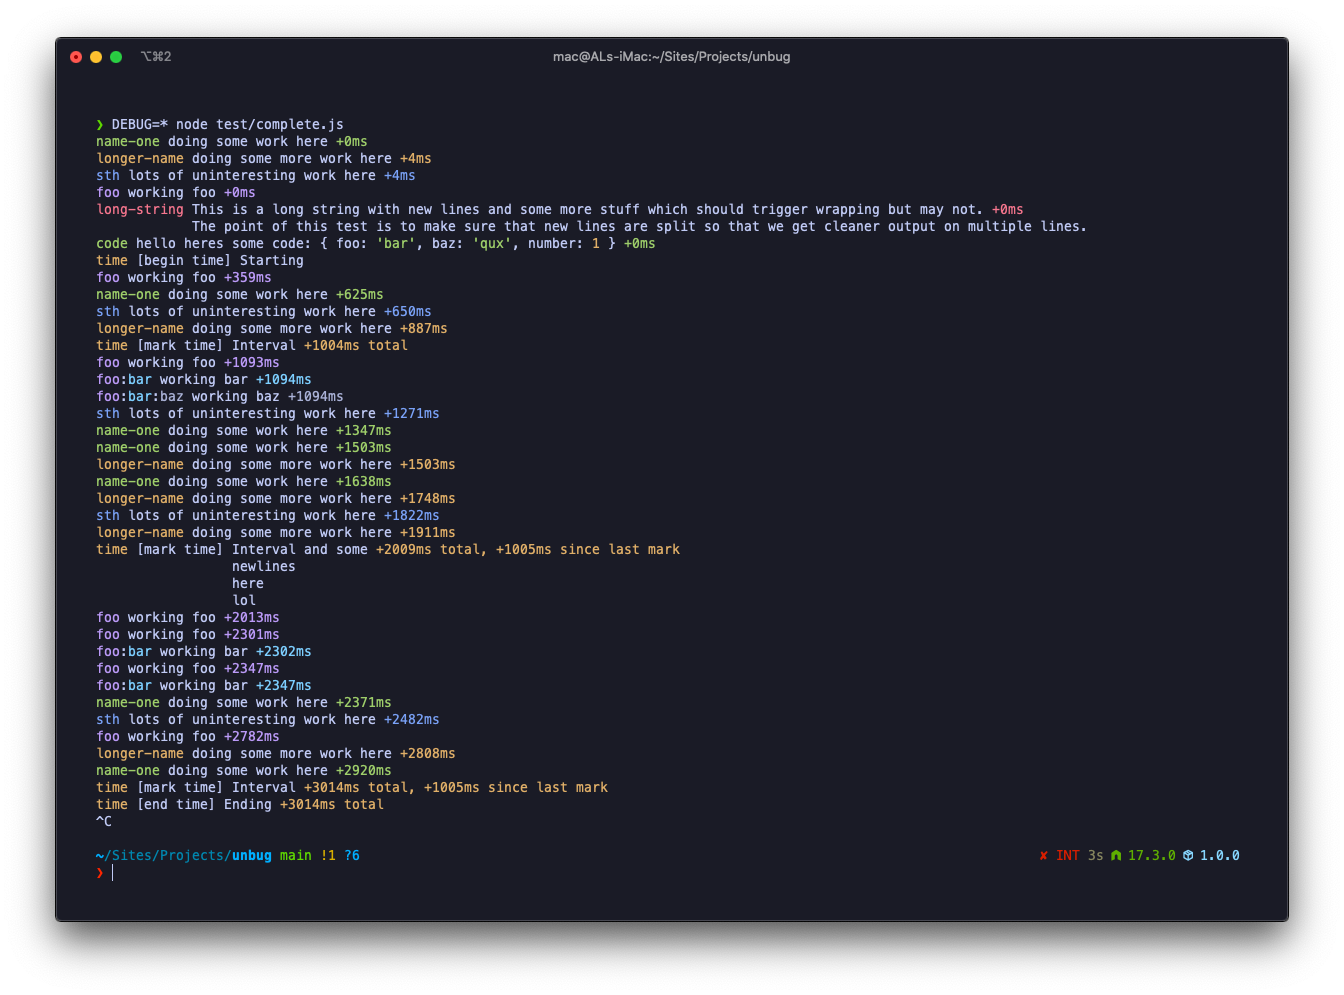 ⌥⌘2
mac@ALs-iMac:~/Sites/Projects/unbug
❯ DEBUG=* node test/complete.js
name-one doing some work here +0ms
longer-name doing some more work here +4ms
sth lots of uninteresting work here +4ms
foo working foo +0ms
long-string This is a long string with new lines and some more stuff which should trigger wrapping but may not. +0ms
The point of this test is to make sure that new lines are split so that we get cleaner output on multiple lines.
code hello heres some code: { foo: 'bar', baz: 'qux', number: 1 } +0ms
time [begin time] Starting
foo working foo +359ms
name-one doing some work here +625ms
sth lots of uninteresting work here +650ms
longer-name doing some more work here +887ms
time [mark time] Interval +1004ms total
foo working foo +1093ms
foo:bar working bar +1094ms
foo:bar:baz working baz +1094ms
sth lots of uninteresting work here +1271ms
name-one doing some work here +1347ms
name-one doing some work here +1503ms
longer-name doing some more work here +1503ms
name-one doing some work here +1638ms
longer-name doing some more work here +1748ms
sth lots of uninteresting work here +1822ms
longer-name doing some more work here +1911ms
time [mark time] Interval and some +2009ms total, +1005ms since last mark
newlines
here
lol
foo working foo +2013ms
foo working foo +2301ms
foo:bar working bar +2302ms
foo working foo +2347ms
foo:bar working bar +2347ms
name-one doing some work here +2371ms
sth lots of uninteresting work here +2482ms
foo working foo +2782ms
longer-name doing some more work here +2808ms
name-one doing some work here +2920ms
time [mark time] Interval +3014ms total, +1005ms since last mark
time [end time] Ending +3014ms total
^C
~/Sites/Projects/unbug main !1 ?6
✘ INT 3s 17.3.0 1.0.0
❯